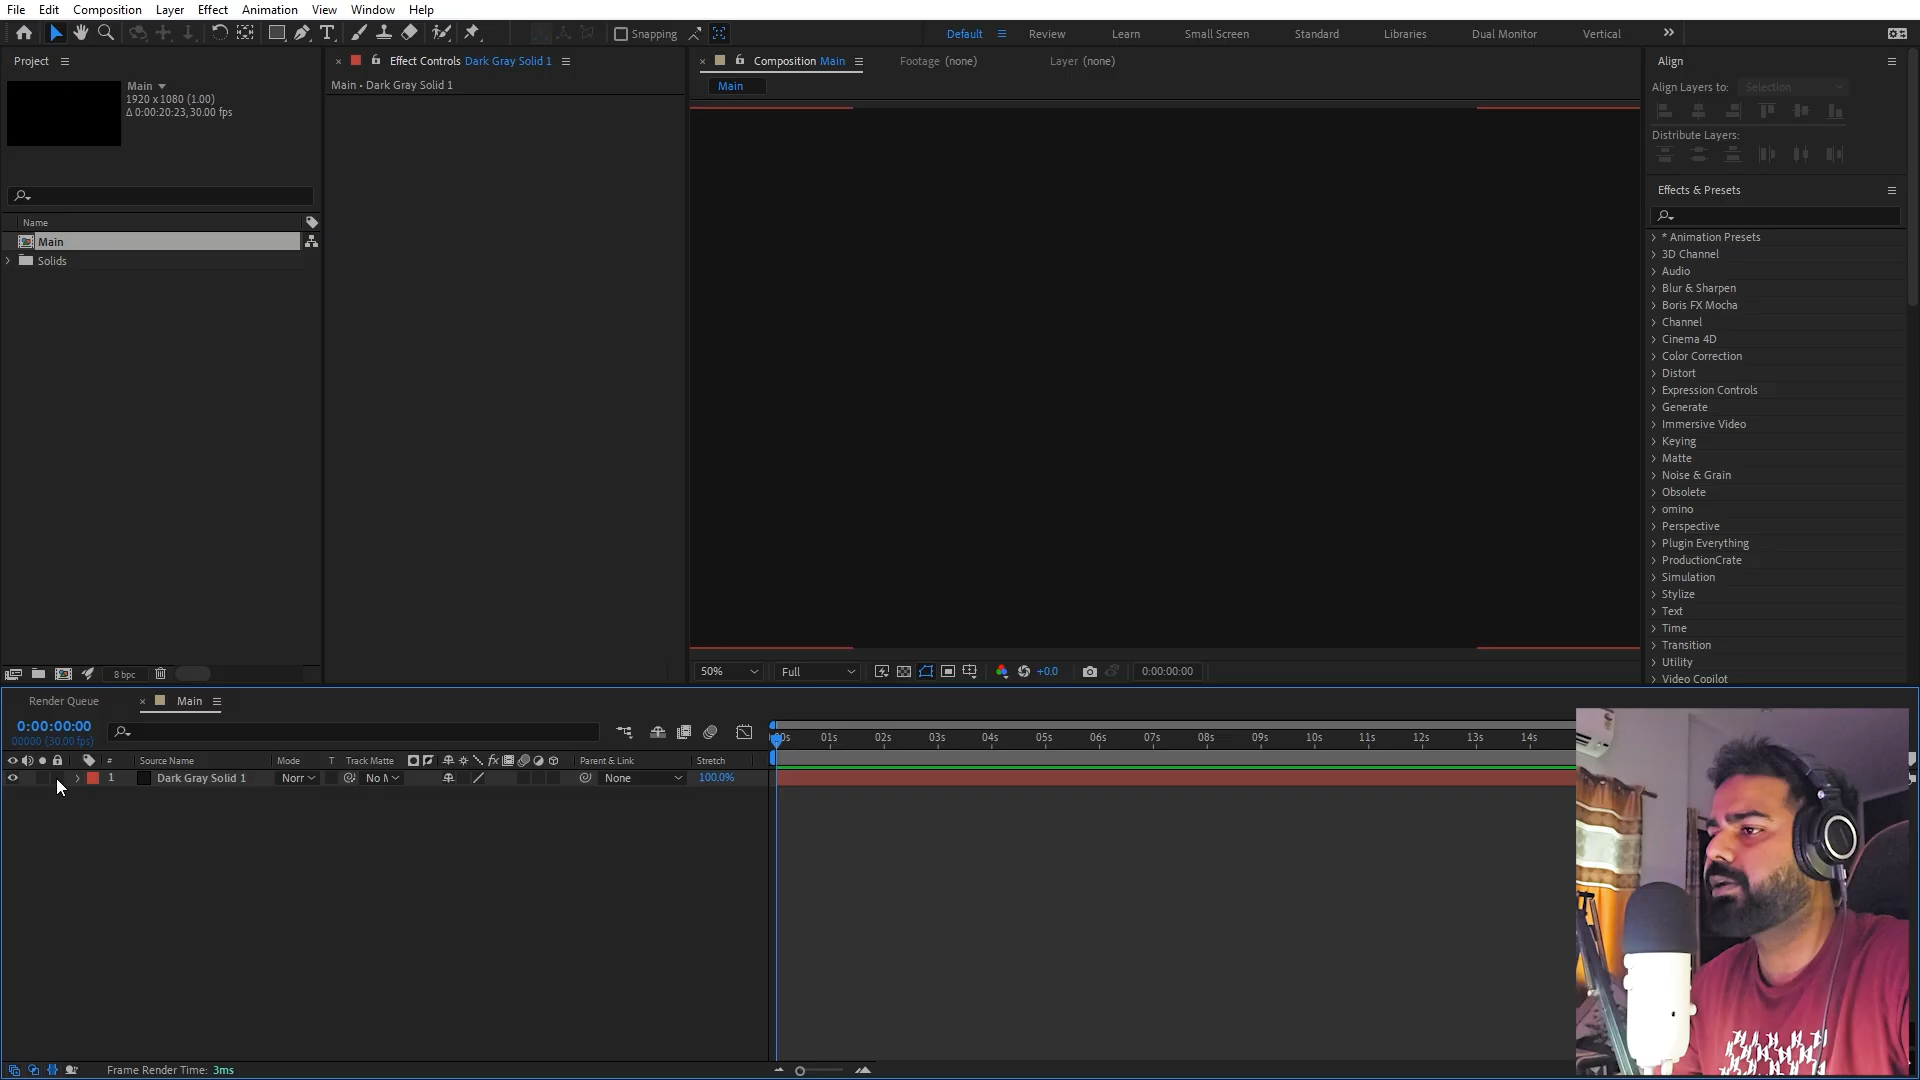 File Edit Composition Layer Effect Animation View Window Help
Snapping
Default Review Learn Small Screen Standard Libraries Dual Monitor Vertical
Project
Main
1920 x 1080 (1.00)
Δ 0:00:20:23, 30.00 fps
Name
Main
Solids
8 bpc
Effect Controls Dark Gray Solid 1
Main • Dark Gray Solid 1
Composition Main Footage (none) Layer (none)
Main
50% Full +0.0 0:00:00:00
Align
Align Layers to: Selection
Distribute Layers:
Effects & Presets
* Animation Presets
3D Channel
Audio
Blur & Sharpen
Boris FX Mocha
Channel
Cinema 4D
Color Correction
Distort
Expression Controls
Generate
Immersive Video
Keying
Matte
Noise & Grain
Obsolete
omino
Perspective
Plugin Everything
ProductionCrate
Simulation
Stylize
Text
Time
Transition
Utility
Video Copilot
Render Queue Main
0:00:00:00
00000 (30.00 fps)
01s 02s 03s 04s 05s 06s 07s 08s 09s 10s 11s 12s 13s 14s
# Source Name Mode T Track Matte fx Parent & Link Stretch
1 Dark Gray Solid 1 Norr No M None 100.0%
Frame Render Time: 3ms